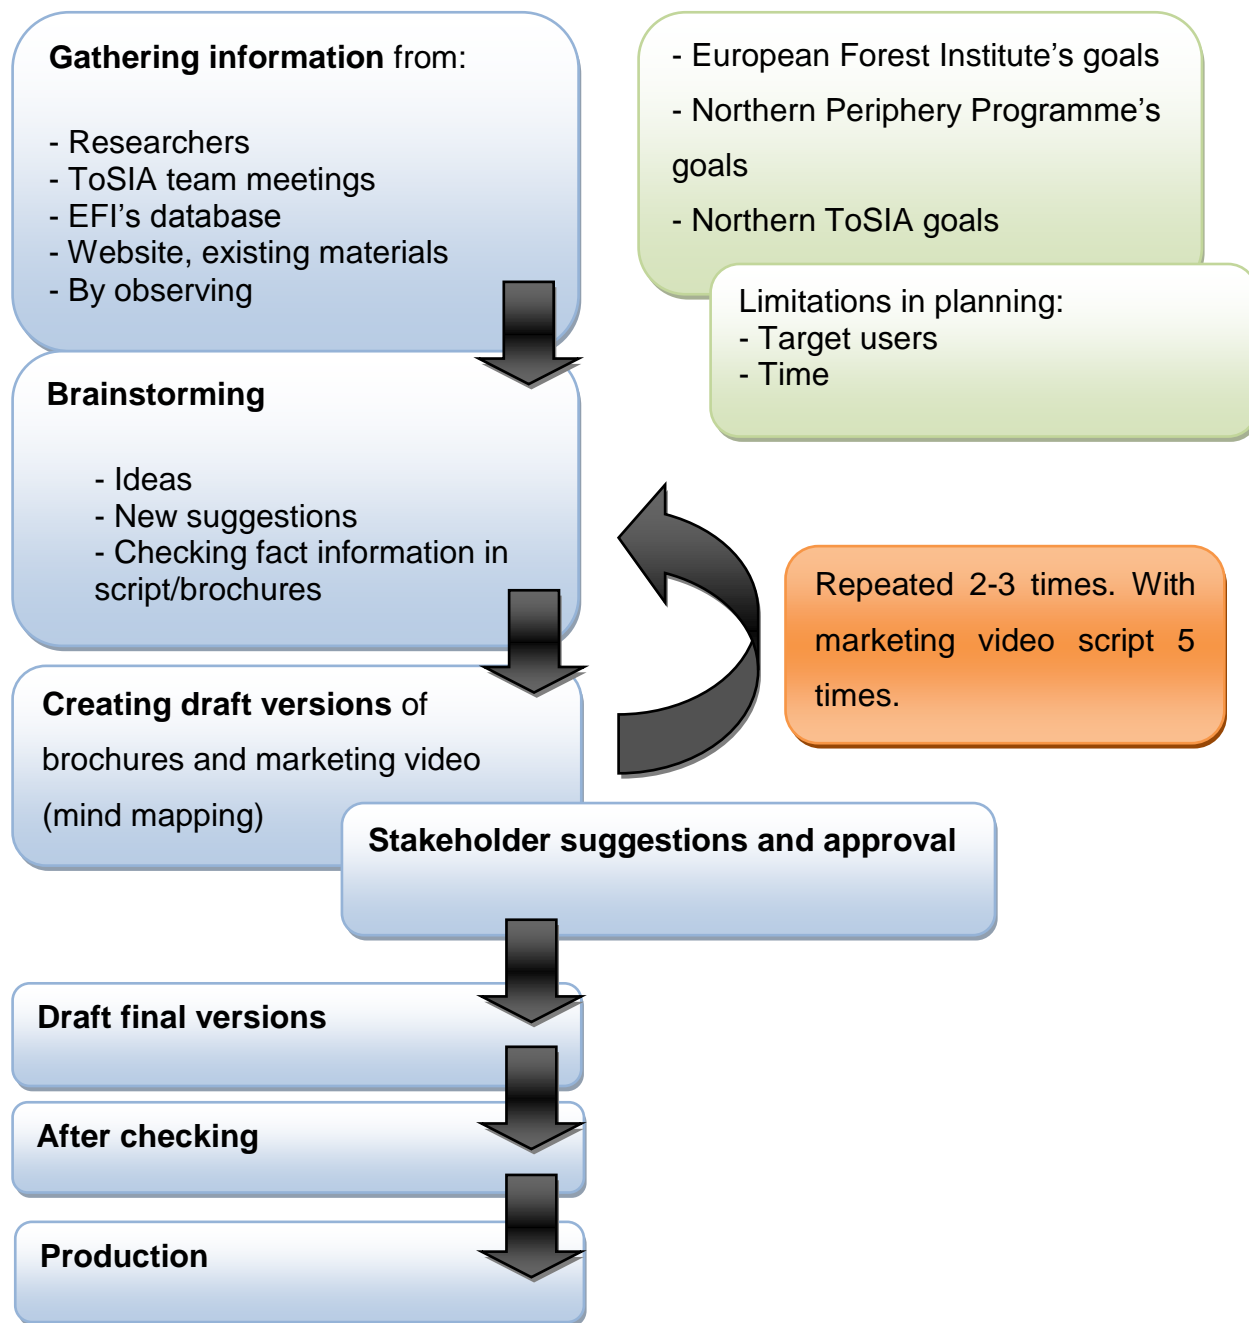 Gathering information from:
- Researchers
- ToSIA team meetings
- EFI’s database
- Website, existing materials
- By observing
- European Forest Institute’s goals
- Northern Periphery Programme’s
goals
- Northern ToSIA goals
Limitations in planning:
- Target users
- Time
Brainstorming
- Ideas
- New suggestions
- Checking fact information in
script/brochures
Repeated 2-3 times. With
marketing video script 5
times.
Creating draft versions of
brochures and marketing video
(mind mapping)
Stakeholder suggestions and approval
Draft final versions
After checking
Production